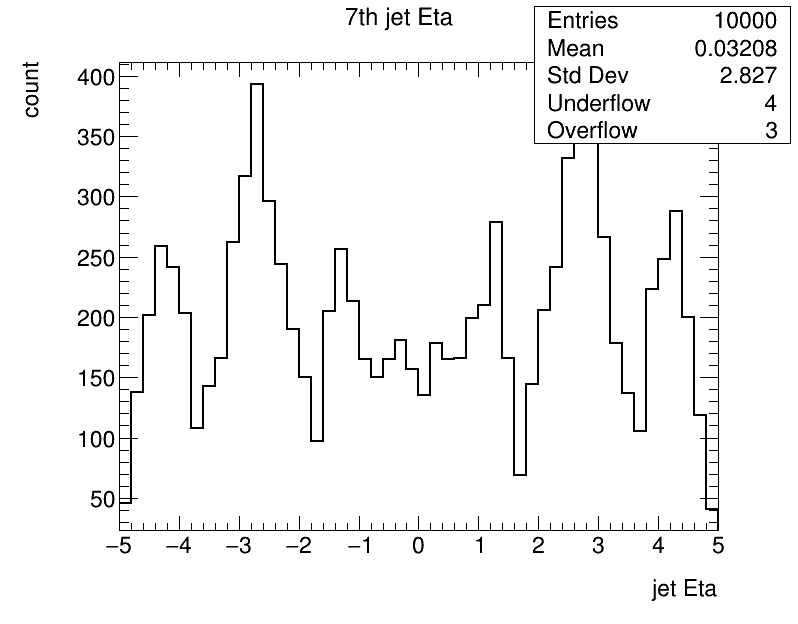 7th jet Eta
Entries 10000
Mean 0.03208
Std Dev 2.827
Underflow 4
Overflow 3
count
400
350
300
250
200
150
100
50
−5 −4 −3 −2 −1 0 1 2 3 4 5
jet Eta